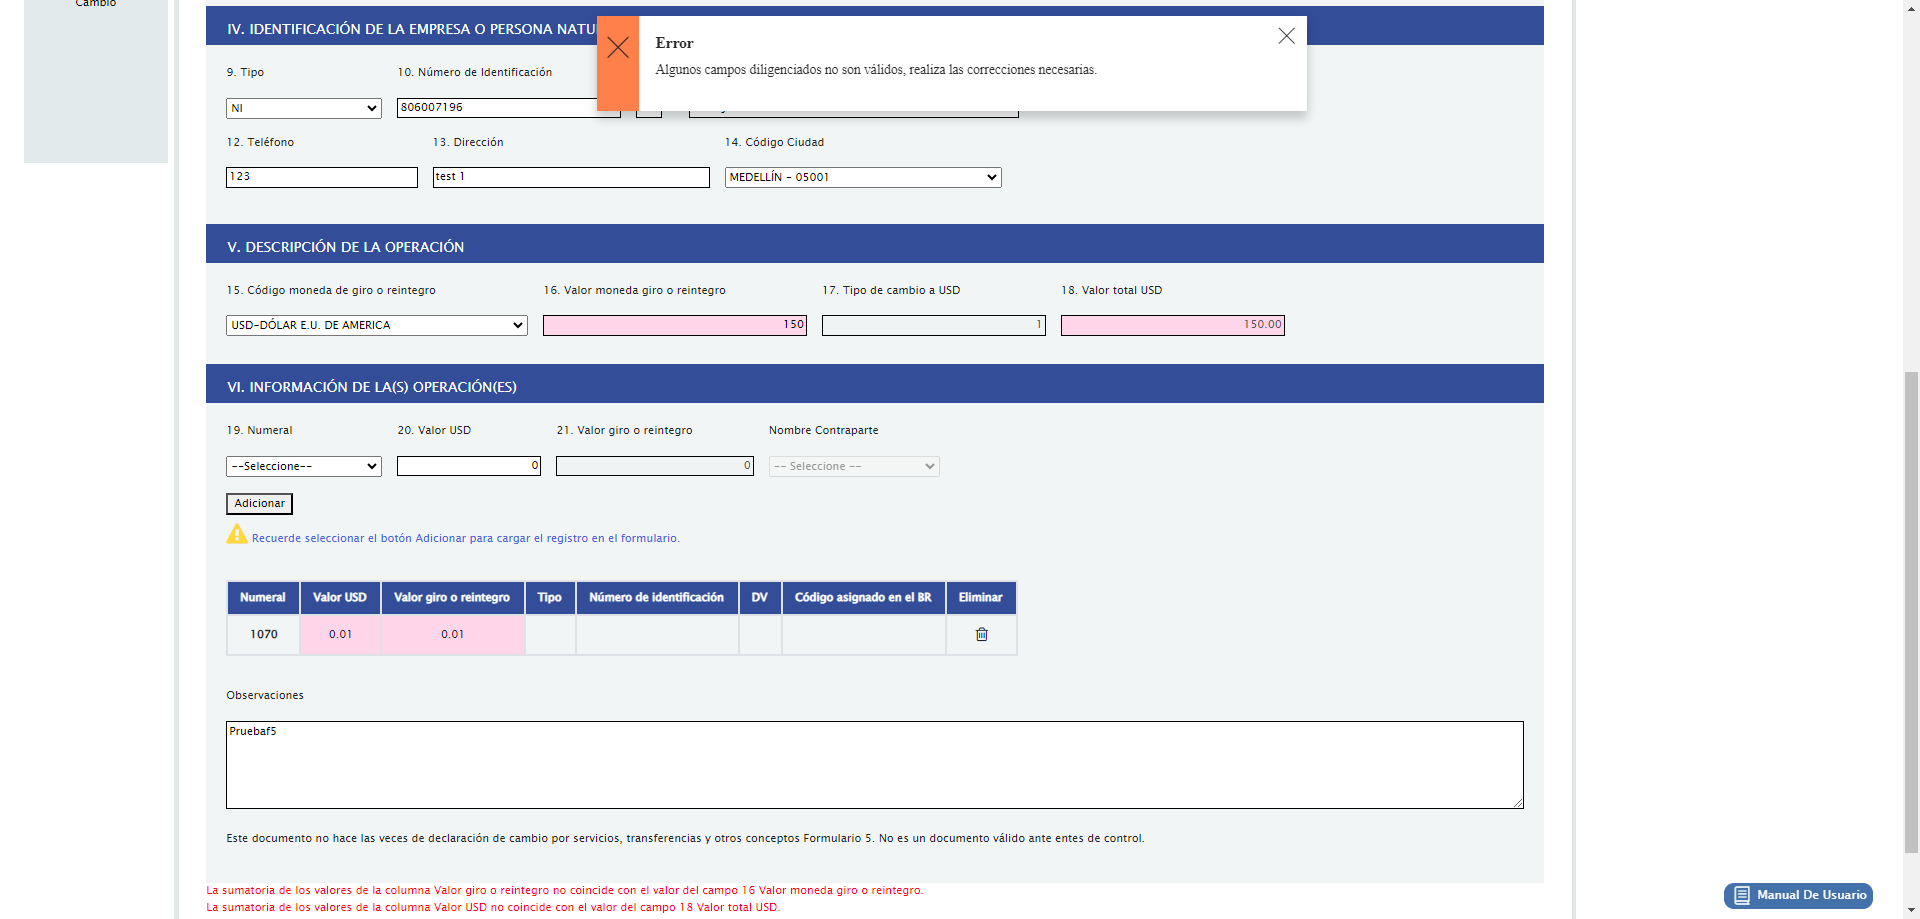 Cambio
IV. IDENTIFICACIÓN DE LA EMPRESA O PERSONA NATU
Error
Algunos campos diligenciados no son válidos, realiza las correcciones necesarias.
9. Tipo
10. Número de Identificación
NI
806007196
12. Teléfono
13. Dirección
14. Código Ciudad
123
test 1
MEDELLÍN - 05001
V. DESCRIPCIÓN DE LA OPERACIÓN
15. Código moneda de giro o reintegro
16. Valor moneda giro o reintegro
17. Tipo de cambio a USD
18. Valor total USD
USD-DÓLAR E.U. DE AMERICA
150
1
150.00
VI. INFORMACIÓN DE LA(S) OPERACIÓN(ES)
19. Numeral
20. Valor USD
21. Valor giro o reintegro
Nombre Contraparte
--Seleccione--
0
0
-- Seleccione --
Adicionar
Recuerde seleccionar el botón Adicionar para cargar el registro en el formulario.
Numeral Valor USD Valor giro o reintegro Tipo Número de identificación DV Código asignado en el BR Eliminar
1070 0.01 0.01
Observaciones
Pruebaf5
Este documento no hace las veces de declaración de cambio por servicios, transferencias y otros conceptos Formulario 5. No es un documento válido ante entes de control.
La sumatoria de los valores de la columna Valor giro o reintegro no coincide con el valor del campo 16 Valor moneda giro o reintegro.
La sumatoria de los valores de la columna Valor USD no coincide con el valor del campo 18 Valor total USD.
Manual De Usuario